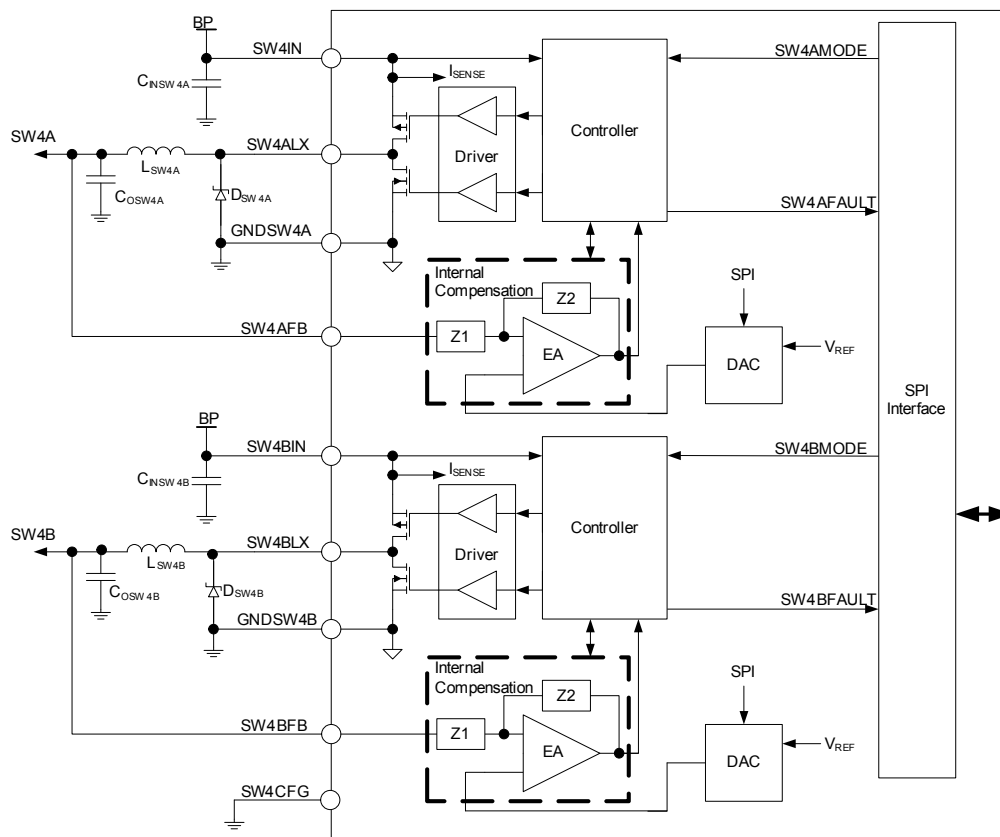 BP
SW4IN
SW4AMODE
CINSW4A
ISENSE
Controller
SW4A
SW4ALX
Driver
LSW4A
DSW4A
COSW4A
SW4AFAULT
GNDSW4A
Internal
Compensation
SPI
Z2
SW4AFB
Z1
EA
VREF
DAC
SPI
Interface
BP
SW4BIN
SW4BMODE
ISENSE
CINSW4B
Controller
SW4B
SW4BLX
Driver
LSW4B
COSW4B
DSW4B
SW4BFAULT
GNDSW4B
Internal
Compensation
SPI
Z2
SW4BFB
Z1
EA
VREF
DAC
SW4CFG